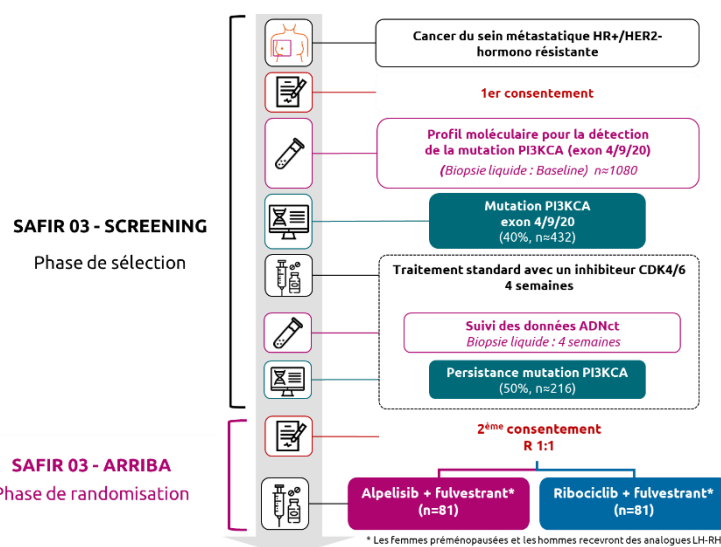 Cancer du sein métastatique HR+/HER2-
hormono résistante
1er consentement
Profil moléculaire pour la détection
de la mutation PI3KCA (exon 4/9/20)
(Biopsie liquide : Baseline) n≈1080
SAFIR 03 - SCREENING
Phase de sélection
Mutation PI3KCA
exon 4/9/20
(40%, n≈432)
Traitement standard avec un inhibiteur CDK4/6
4 semaines
Suivi des données ADNct
Biopsie liquide : 4 semaines
Persistance mutation PI3KCA
(50%, n≈216)
2ème consentement
R 1:1
SAFIR 03 - ARRIBA
Phase de randomisation
Alpelisib + fulvestrant*
(n=81)
Ribociclib + fulvestrant*
(n=81)
* Les femmes préménopausées et les hommes recevront des analogues LH-RH